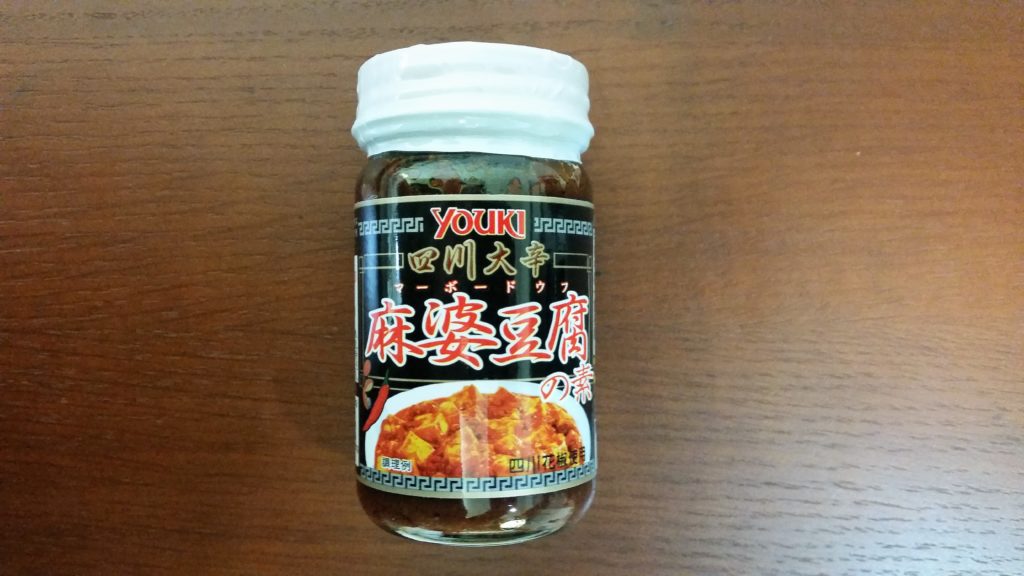 YOUKI
四川大辛
マーボードウフ
麻婆豆腐
の素
調理例
四川花椒使用